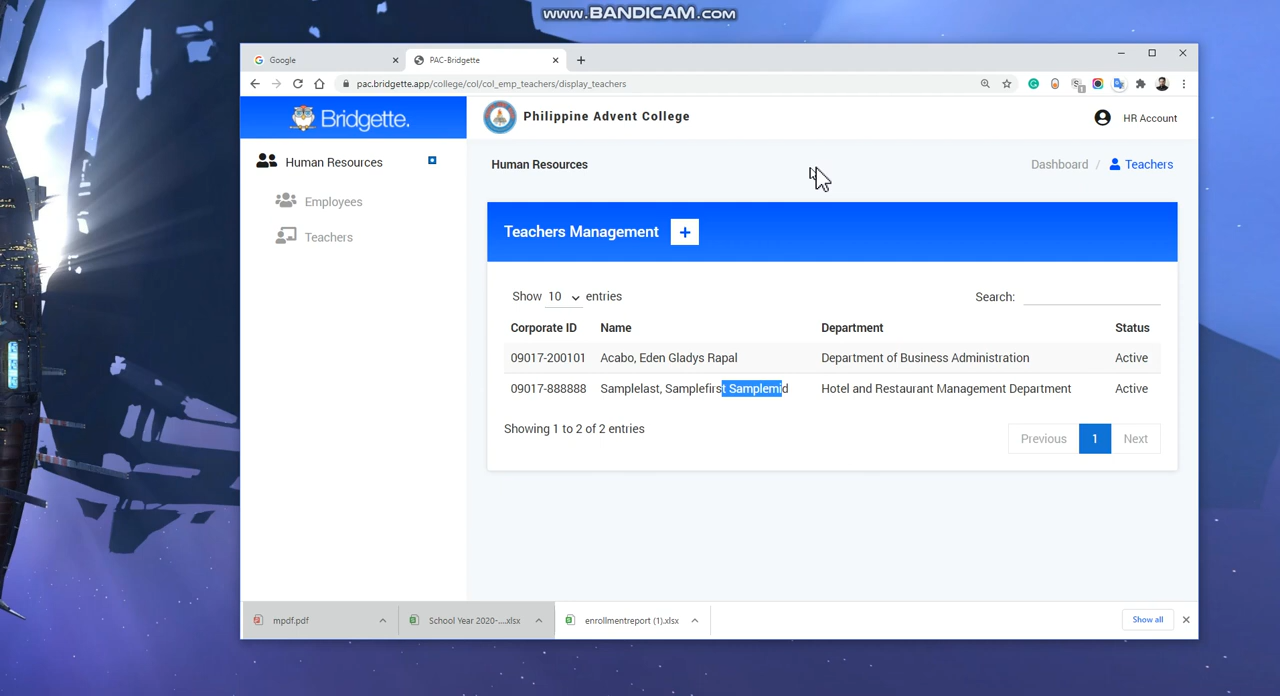 WWW.BANDICAM.COM
Google
PAC-Bridgette
pac.bridgette.app/college/col/col_emp_teachers/display_teachers
Bridgette.
Philippine Advent College
HR Account
Human Resources
Employees
Teachers
Human Resources
Dashboard / Teachers
Teachers Management +
Show 10 entries
Search:
Corporate ID Name Department Status
09017-200101 Acabo, Eden Gladys Rapal Department of Business Administration Active
09017-888888 Samplelast, Samplefirst Samplemid Hotel and Restaurant Management Department Active
Showing 1 to 2 of 2 entries
Previous 1 Next
mpdf.pdf
School Year 2020-....xlsx
enrollmentreport (1).xlsx
Show all